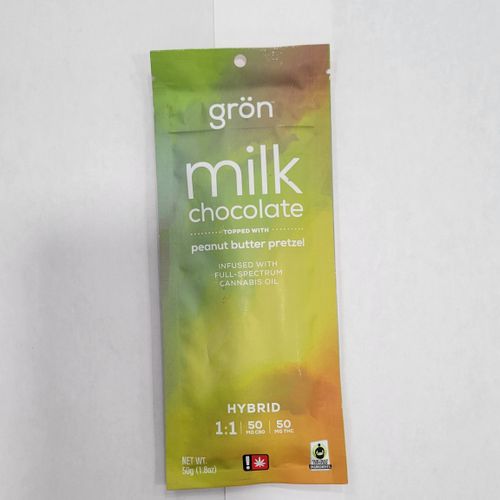 grön
milk
chocolate
TOPPED WITH
peanut butter pretzel
INFUSED WITH
FULL-SPECTRUM
CANNABIS OIL
HYBRID
1:1 | 50 MG CBD | 50 MG THC
NET WT.
50g (1.8oz)
!